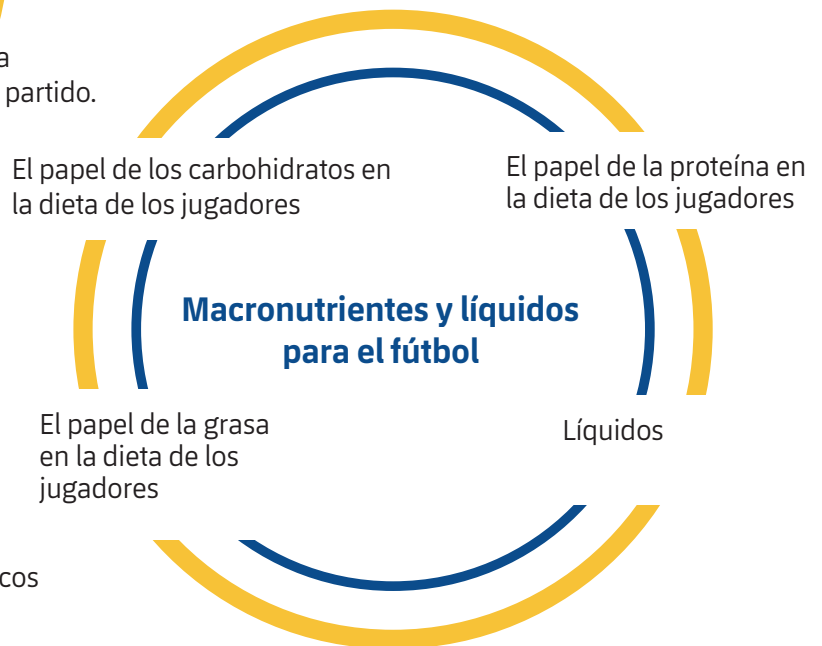 a
partido.
El papel de los carbohidratos en
la dieta de los jugadores
El papel de la proteína en
la dieta de los jugadores
Macronutrientes y líquidos
para el fútbol
El papel de la grasa
en la dieta de los
jugadores
Líquidos
cos